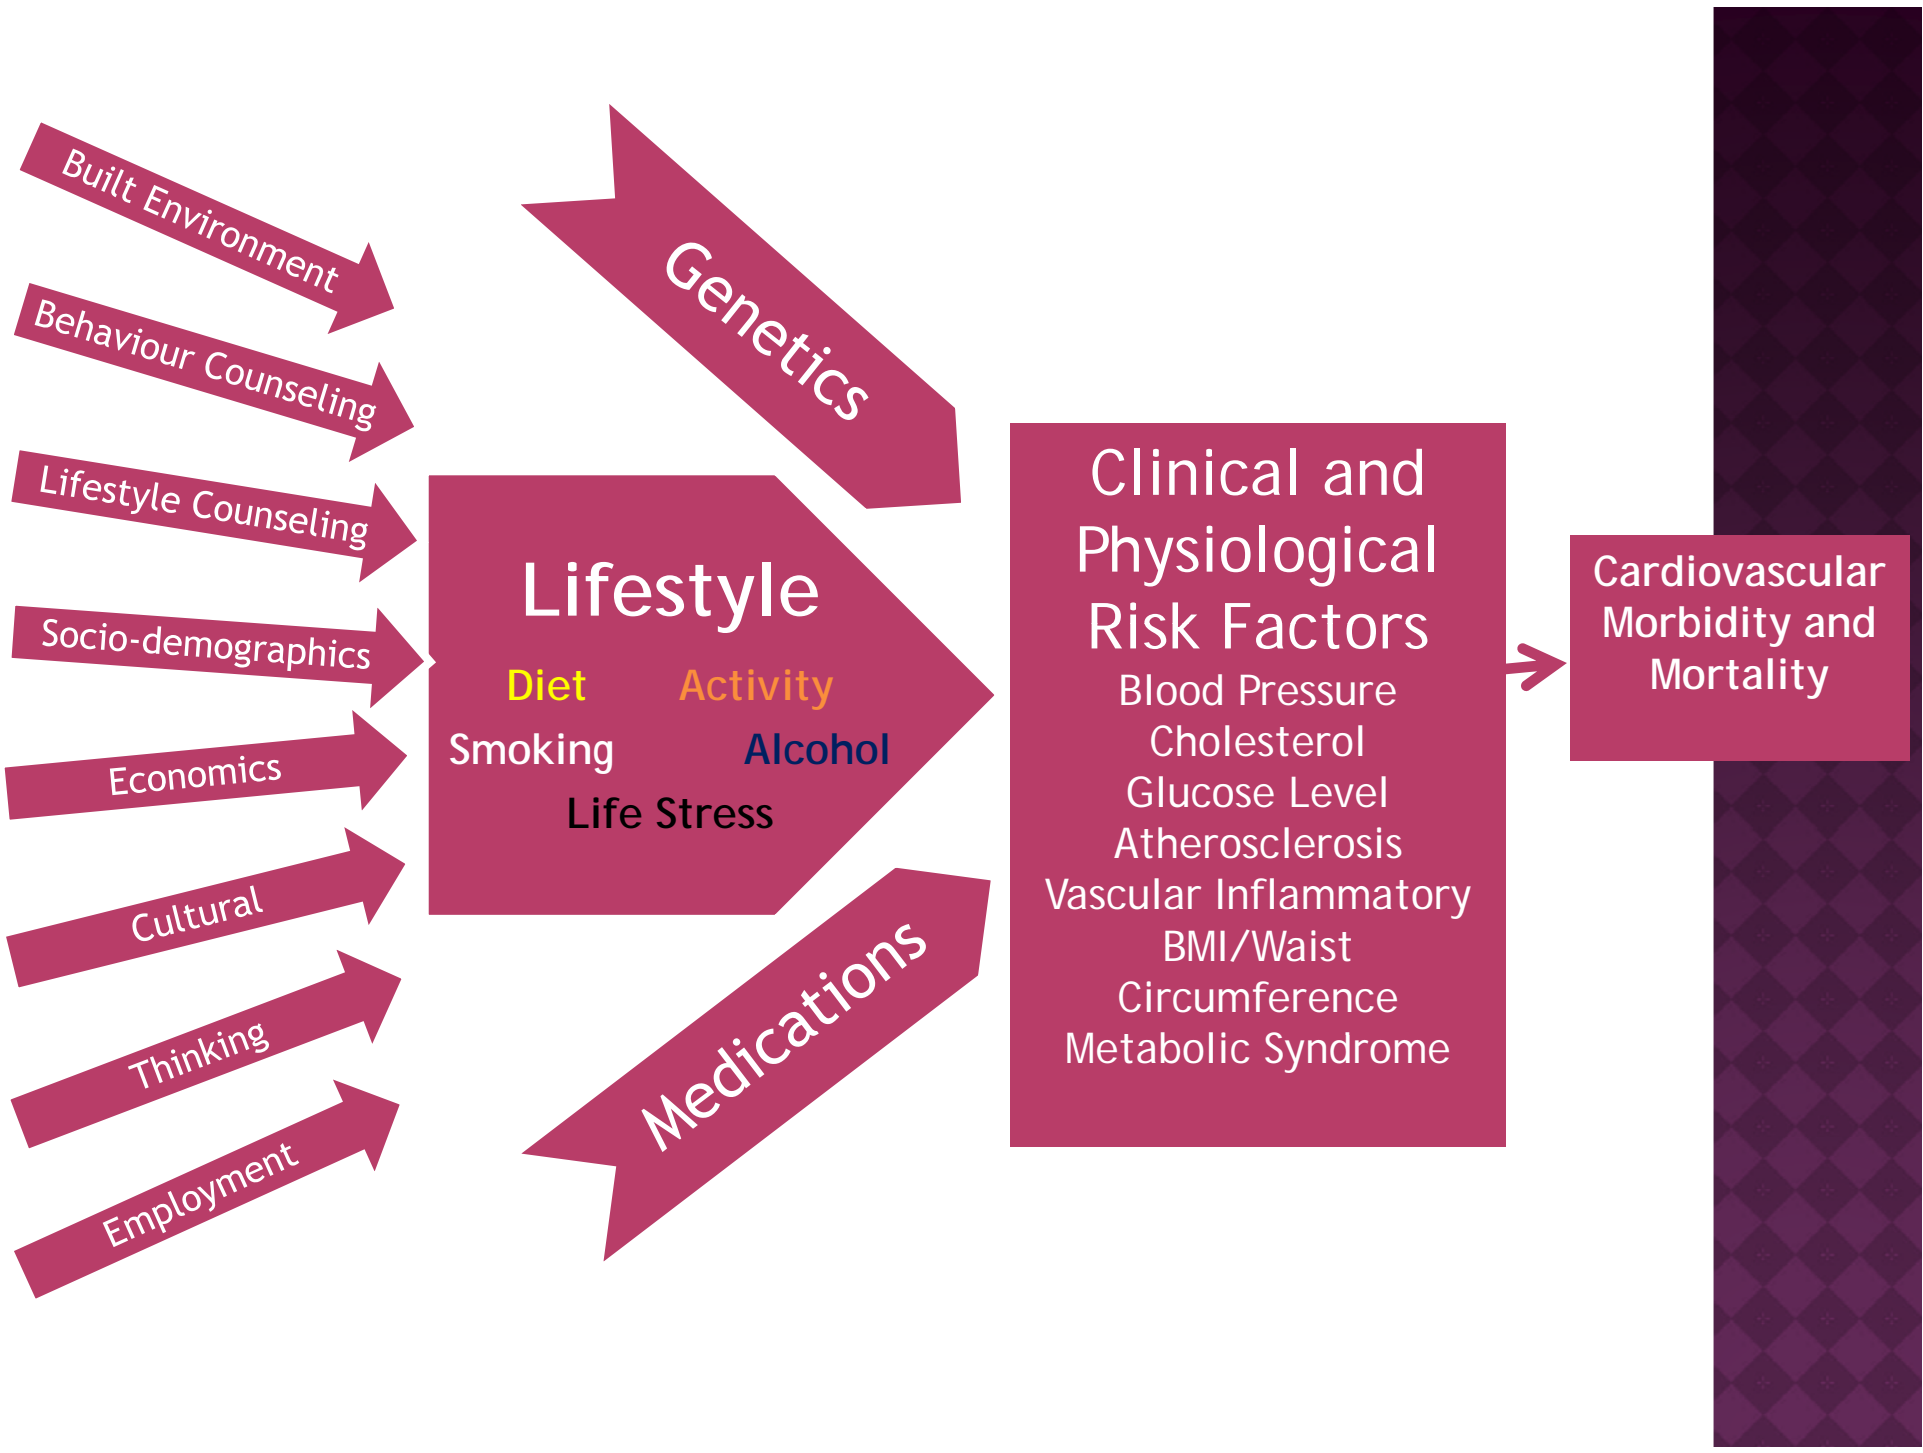 Built Environment
Behaviour Counseling
Lifestyle Counseling
Socio-demographics
Economics
Cultural
Thinking
Employment
Genetics
Lifestyle
Diet Activity
Smoking Alcohol
Life Stress
Medications
Clinical and
Physiological
Risk Factors
Blood Pressure
Cholesterol
Glucose Level
Atherosclerosis
Vascular Inflammatory
BMI/Waist
Circumference
Metabolic Syndrome
Cardiovascular
Morbidity and
Mortality